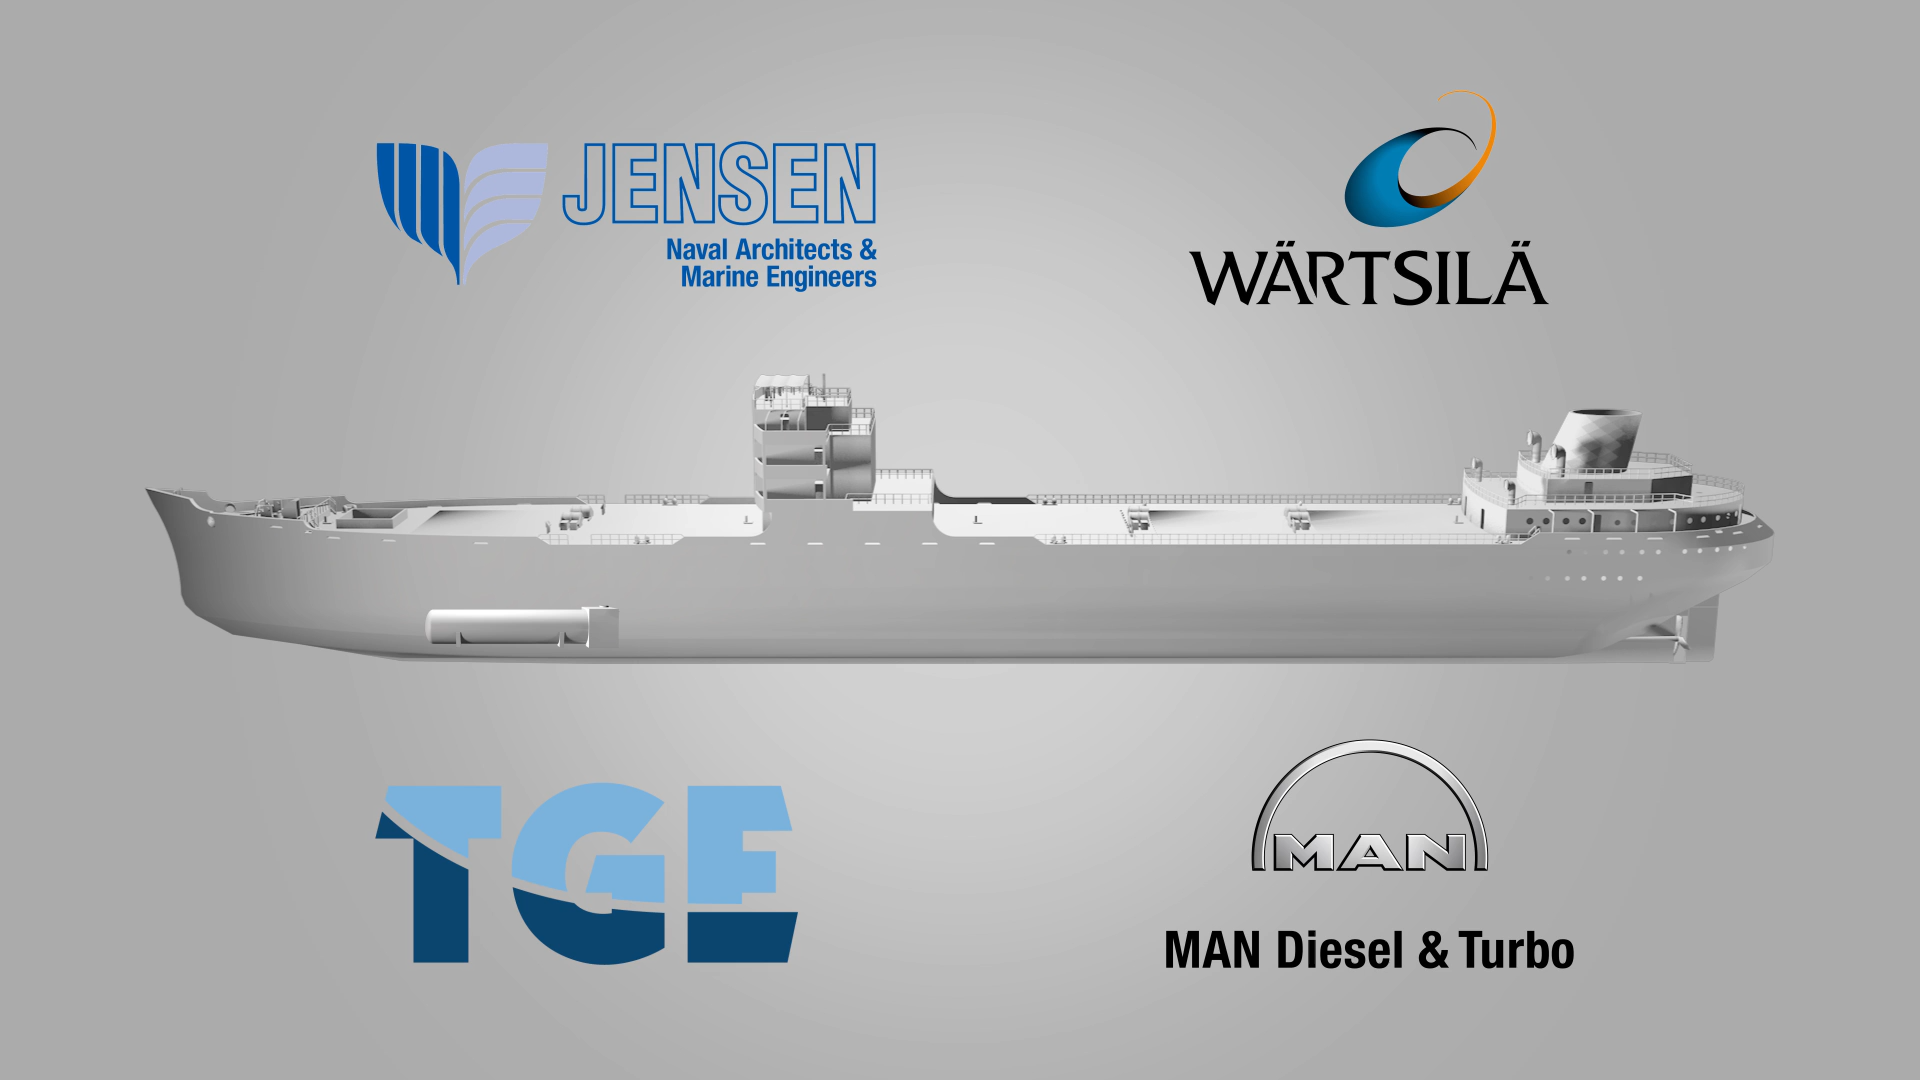 JENSEN
Naval Architects &
Marine Engineers
WÄRTSILÄ
TGE
MAN
MAN Diesel & Turbo